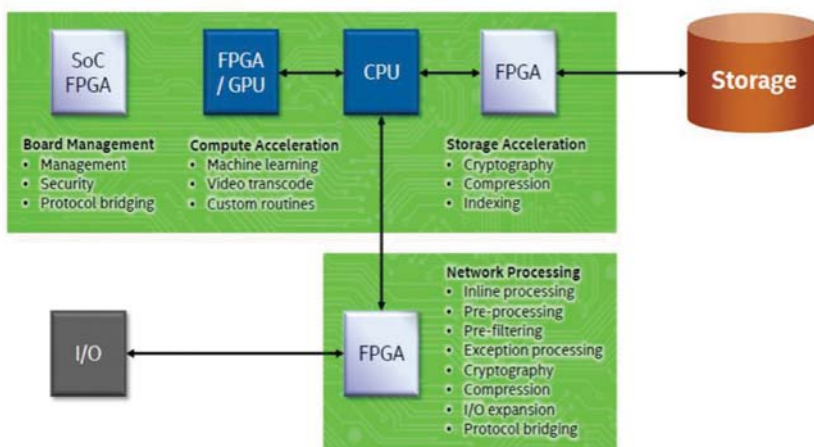 SoC
FPGA
FPGA
/ GPU
CPU
FPGA
Storage
Board Management
• Management
• Security
• Protocol bridging
Compute Acceleration
• Machine learning
• Video transcode
• Custom routines
Storage Acceleration
• Cryptography
• Compression
• Indexing
I/O
FPGA
Network Processing
• Inline processing
• Pre-processing
• Pre-filtering
• Exception processing
• Cryptography
• Compression
• I/O expansion
• Protocol bridging